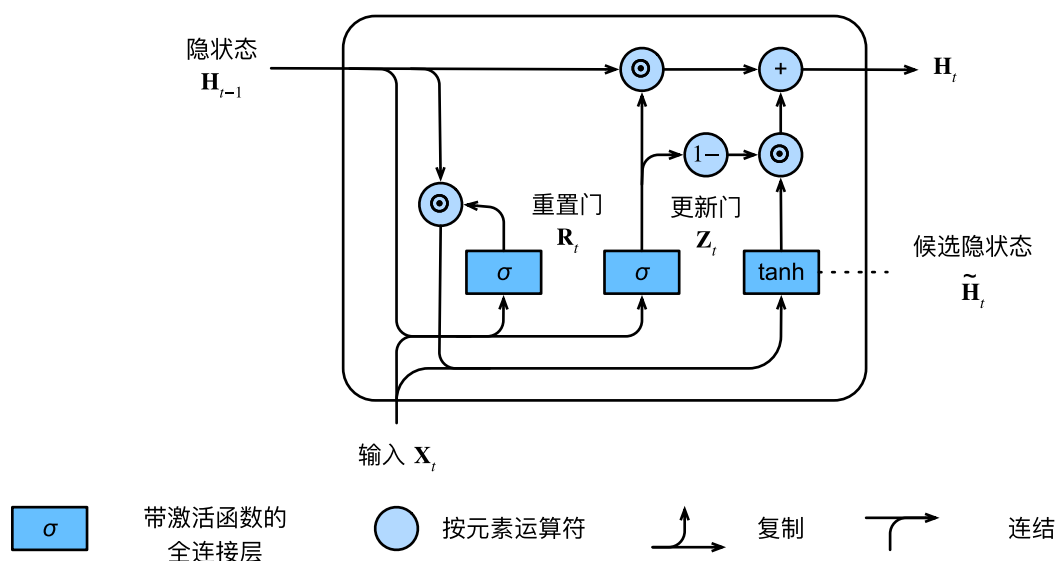 隐状态
H_{t−1}
+
H_t
1−
重置门
R_t
更新门
Z_t
σ
σ
tanh
候选隐状态
H̃_t
输入 X_t
σ
带激活函数的
全连接层
按元素运算符
复制
连结